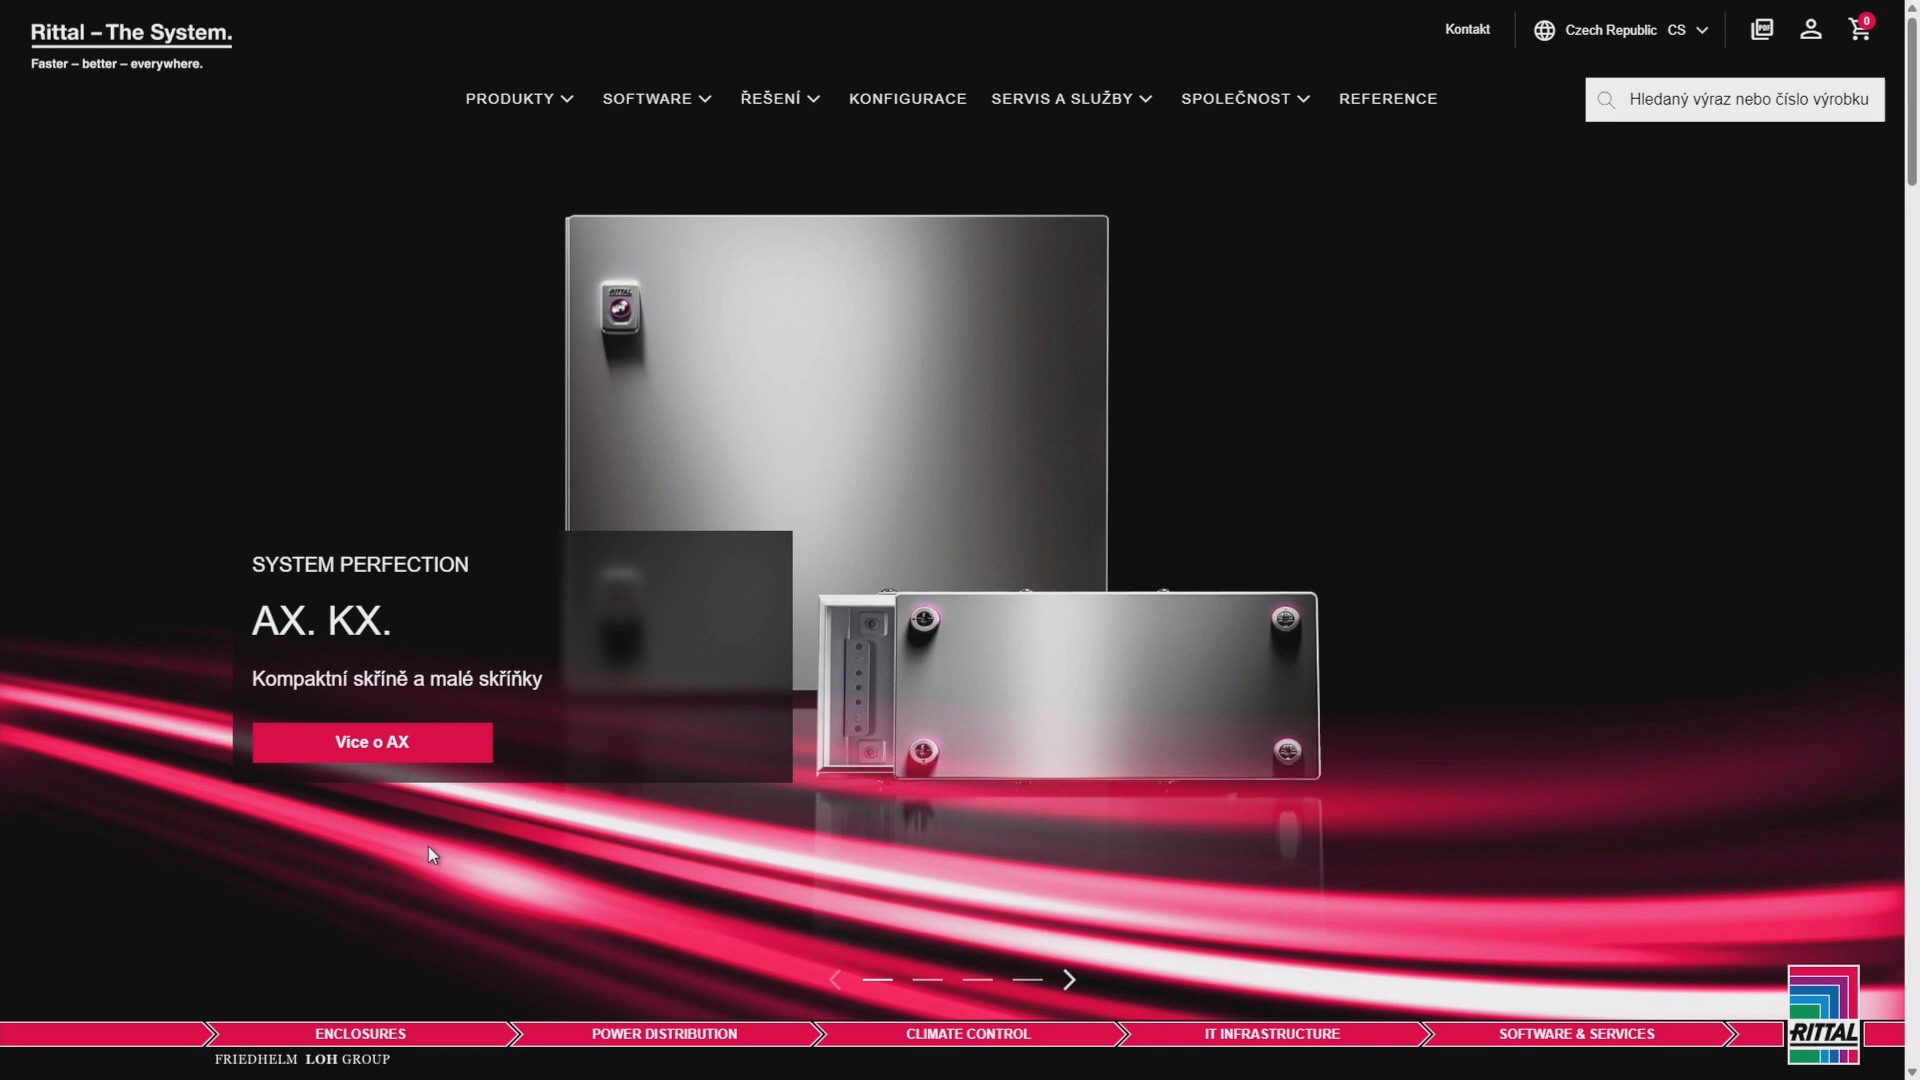 Rittal – The System.
Faster – better – everywhere.
Kontakt
Czech Republic CS
PDF
0
PRODUKTY
SOFTWARE
ŘEŠENÍ
KONFIGURACE
SERVIS A SLUŽBY
SPOLEČNOST
REFERENCE
Hledaný výraz nebo číslo výrobku
RITTAL
SYSTEM PERFECTION
AX. KX.
Kompaktní skříně a malé skříňky
Více o AX
ENCLOSURES
POWER DISTRIBUTION
CLIMATE CONTROL
IT INFRASTRUCTURE
SOFTWARE & SERVICES
RITTAL
FRIEDHELM LOH GROUP